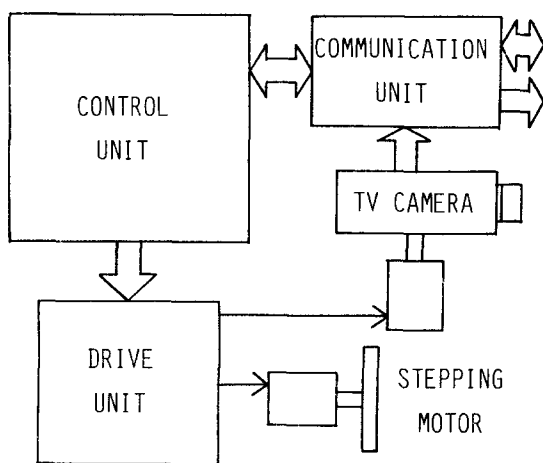 CONTROL
UNIT
COMMUNICATION
UNIT
TV CAMERA
DRIVE
UNIT
STEPPING
MOTOR